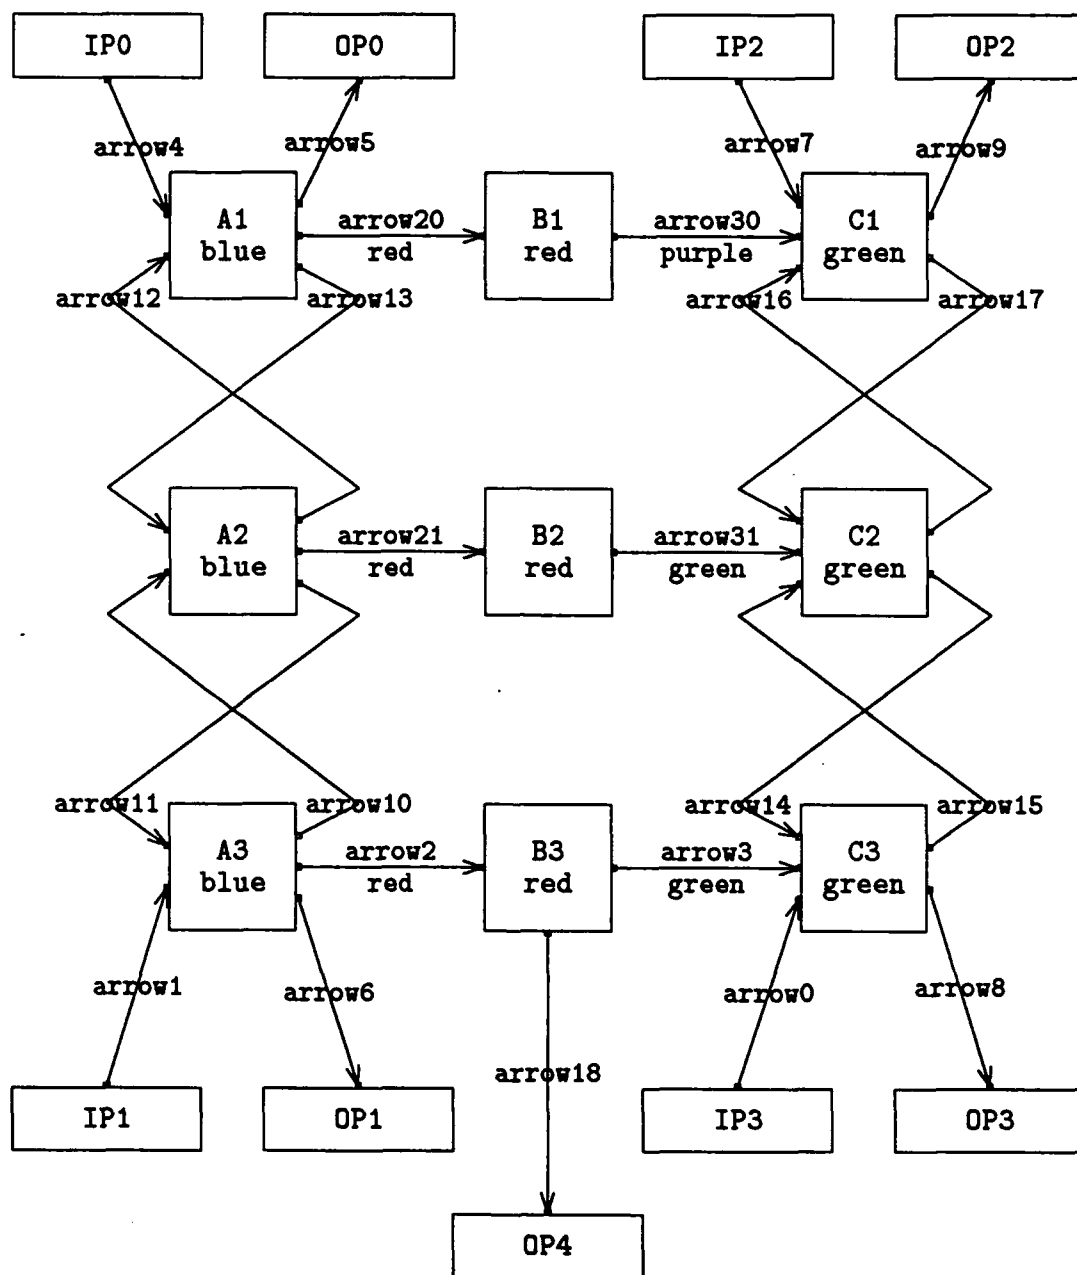 IP0 OP0 IP2 OP2
arrow4 arrow5 arrow7 arrow9
A1 arrow20 B1 arrow30 C1
blue red red purple green
arrow12 arrow13 arrow16 arrow17
A2 arrow21 B2 arrow31 C2
blue red red green green
arrow11 arrow10 arrow14 arrow15
A3 arrow2 B3 arrow3 C3
blue red red green green
arrow1 arrow6 arrow0 arrow8
arrow18
IP1 OP1 IP3 OP3
OP4